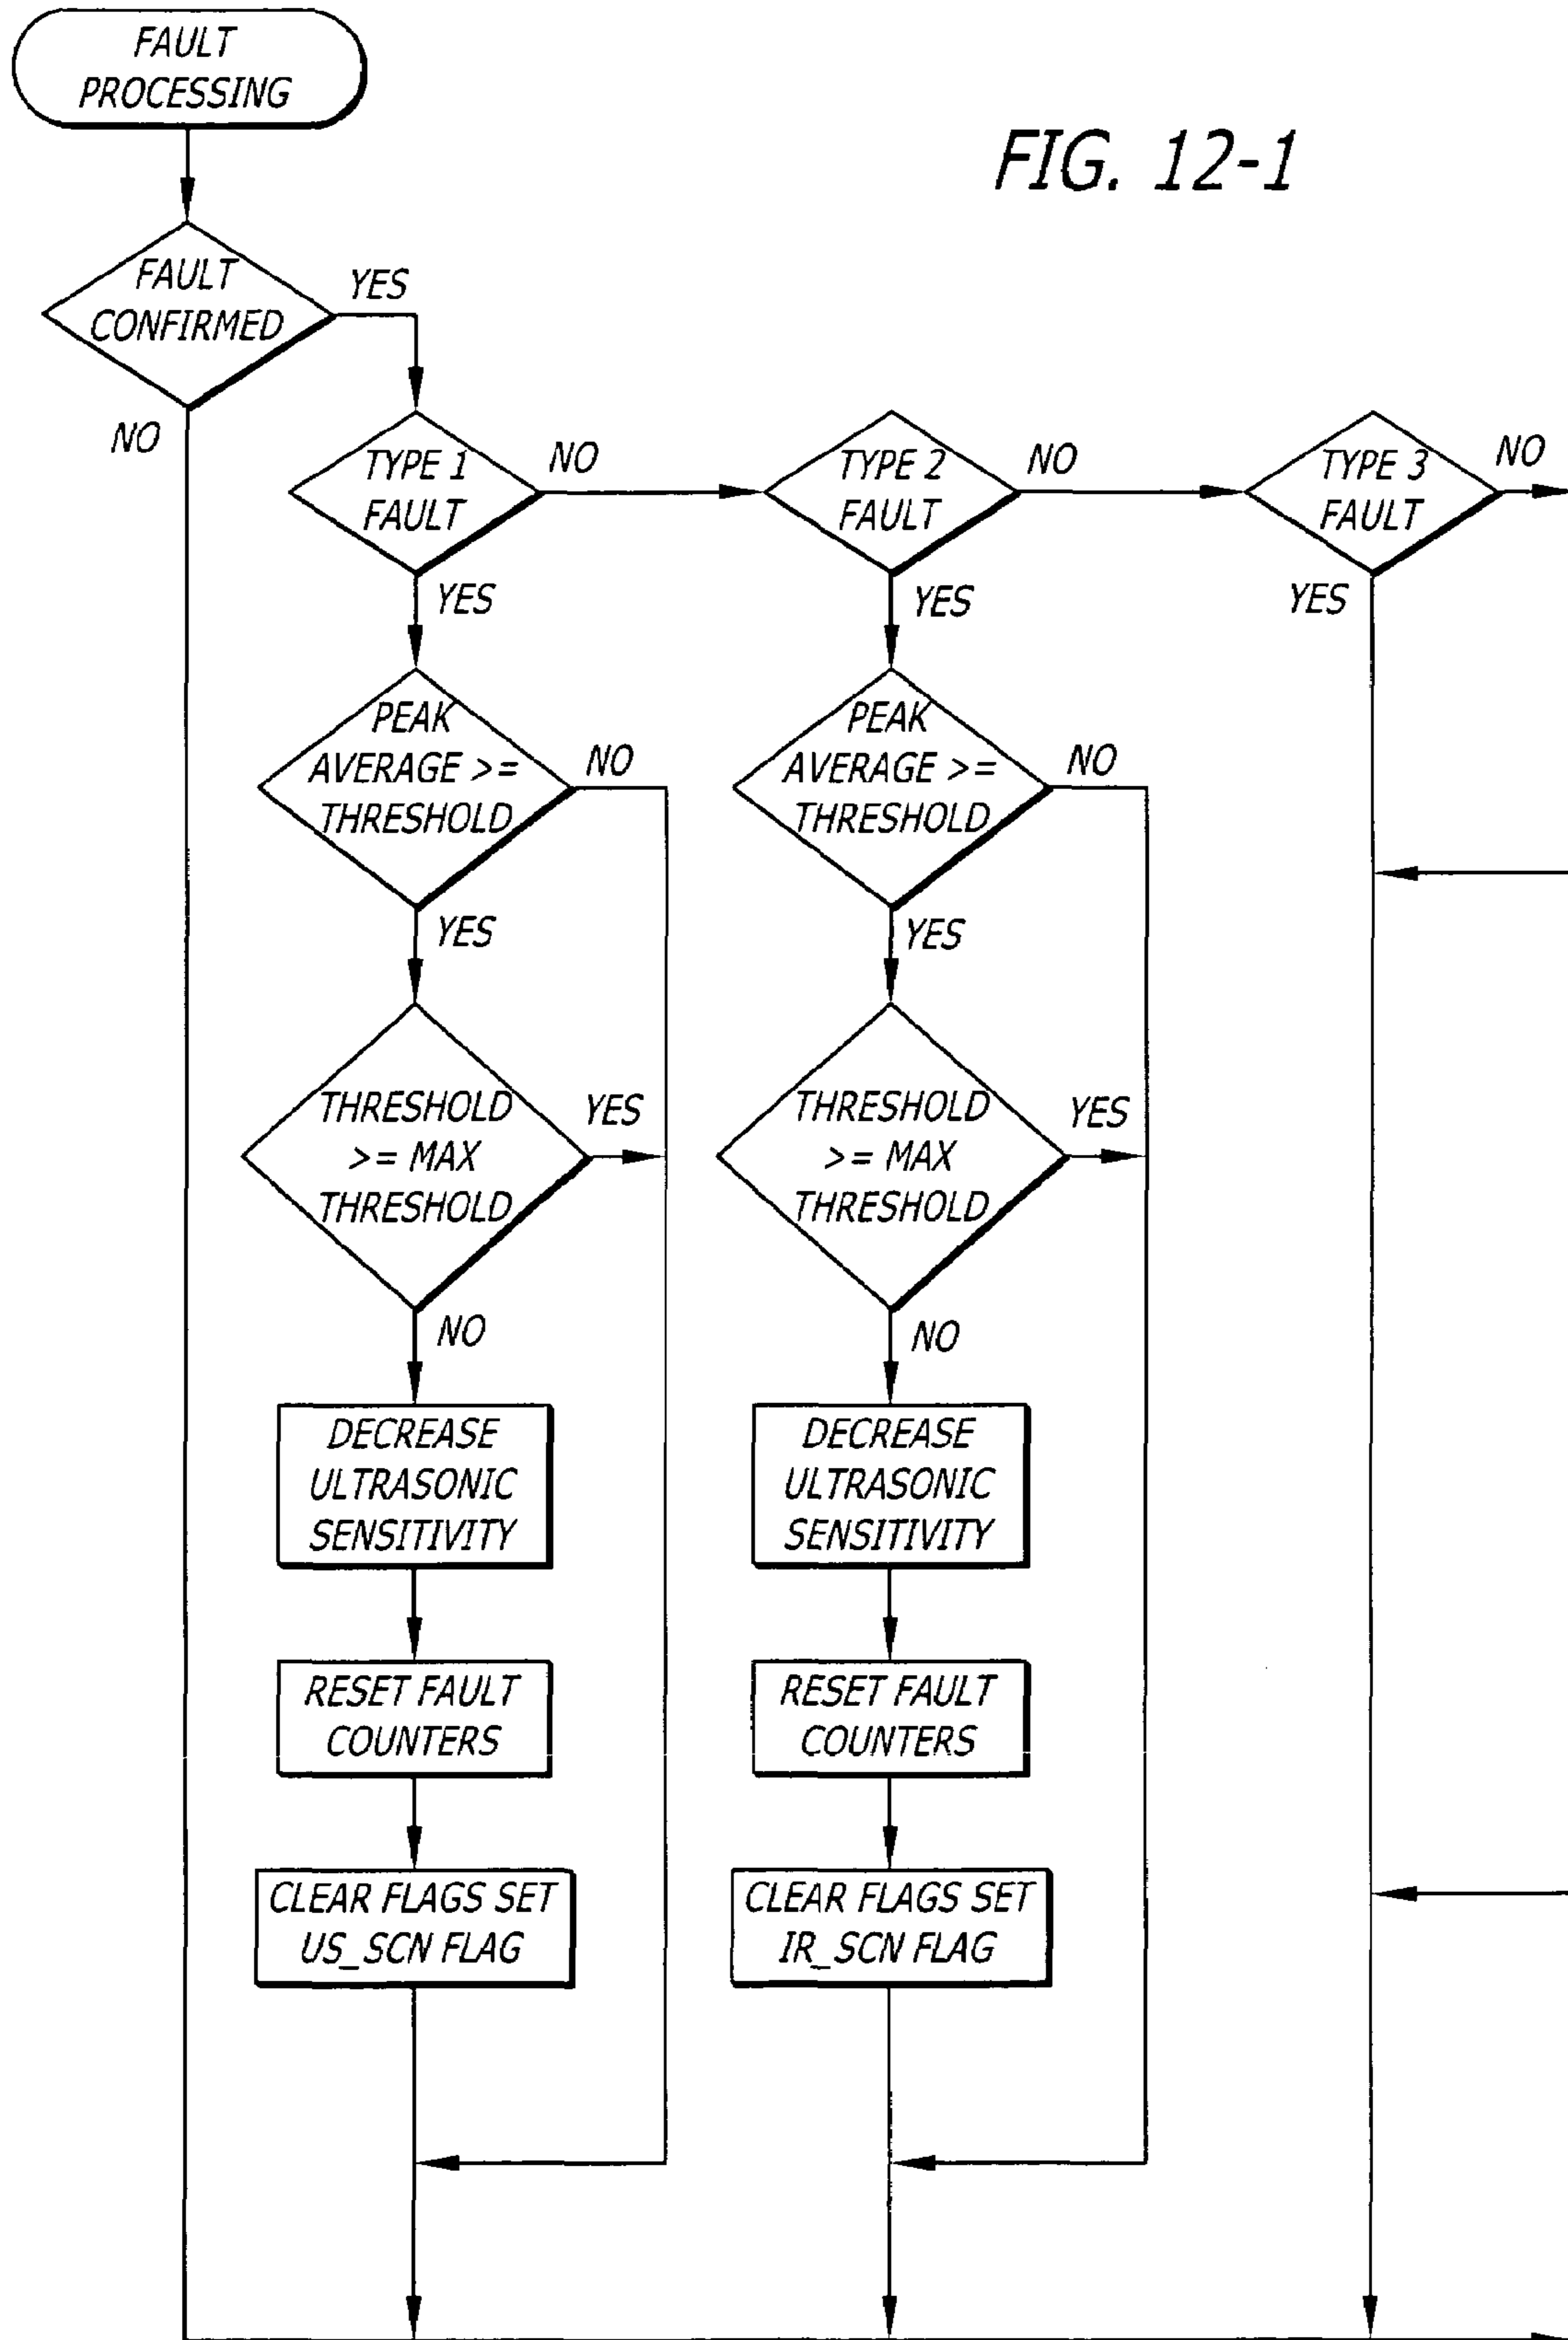 FAULT
PROCESSING
FIG. 12-1
FAULT
CONFIRMED
YES
NO
TYPE 1
FAULT
NO
YES
TYPE 2
FAULT
NO
YES
TYPE 3
FAULT
NO
YES
PEAK
AVERAGE >=
THRESHOLD
NO
YES
PEAK
AVERAGE >=
THRESHOLD
NO
YES
THRESHOLD
>= MAX
THRESHOLD
YES
NO
THRESHOLD
>= MAX
THRESHOLD
YES
NO
DECREASE
ULTRASONIC
SENSITIVITY
DECREASE
ULTRASONIC
SENSITIVITY
RESET FAULT
COUNTERS
RESET FAULT
COUNTERS
CLEAR FLAGS SET
US_SCN FLAG
CLEAR FLAGS SET
IR_SCN FLAG